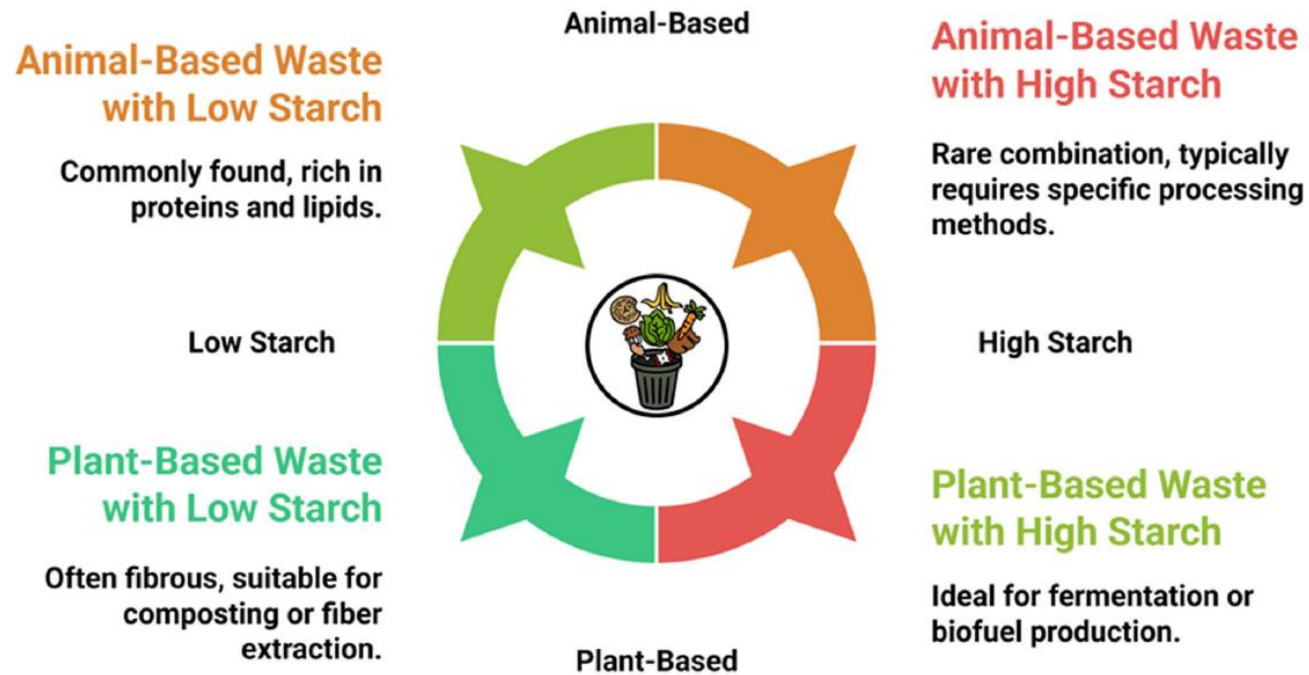 Animal-Based
Animal-Based Waste
with Low Starch
Commonly found, rich in
proteins and lipids.
Animal-Based Waste
with High Starch
Rare combination, typically
requires specific processing
methods.
Low Starch
High Starch
Plant-Based Waste
with Low Starch
Often fibrous, suitable for
composting or fiber
extraction.
Plant-Based Waste
with High Starch
Ideal for fermentation or
biofuel production.
Plant-Based